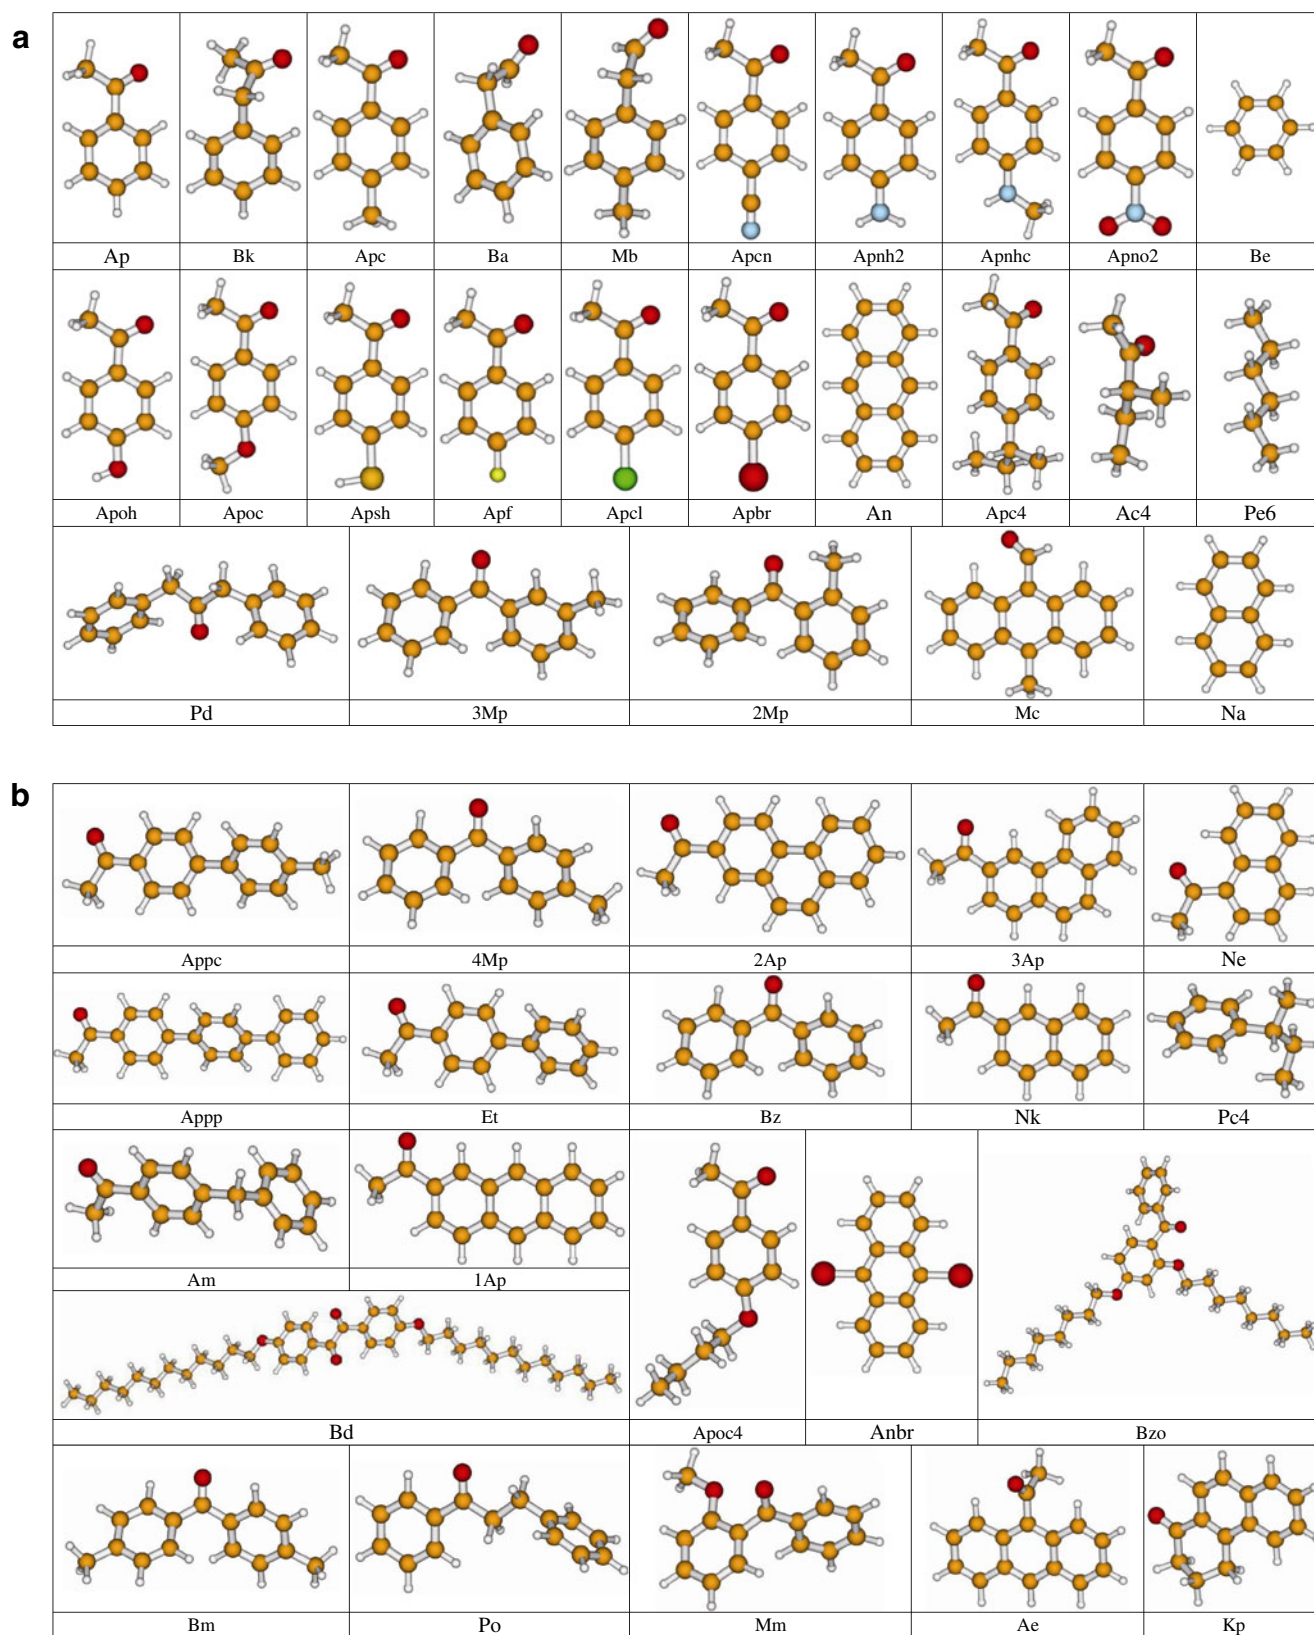 a
Ap Bk Apc Ba Mb Apcn Apnh2 Apnhc Apno2 Be
Apoh Apoc Apsh Apf Apcl Apbr An Apc4 Ac4 Pe6
Pd 3Mp 2Mp Mc Na
b
Appc 4Mp 2Ap 3Ap Ne
Appp Et Bz Nk Pc4
Am 1Ap
Bd Apoc4 Anbr Bzo
Bm Po Mm Ae Kp